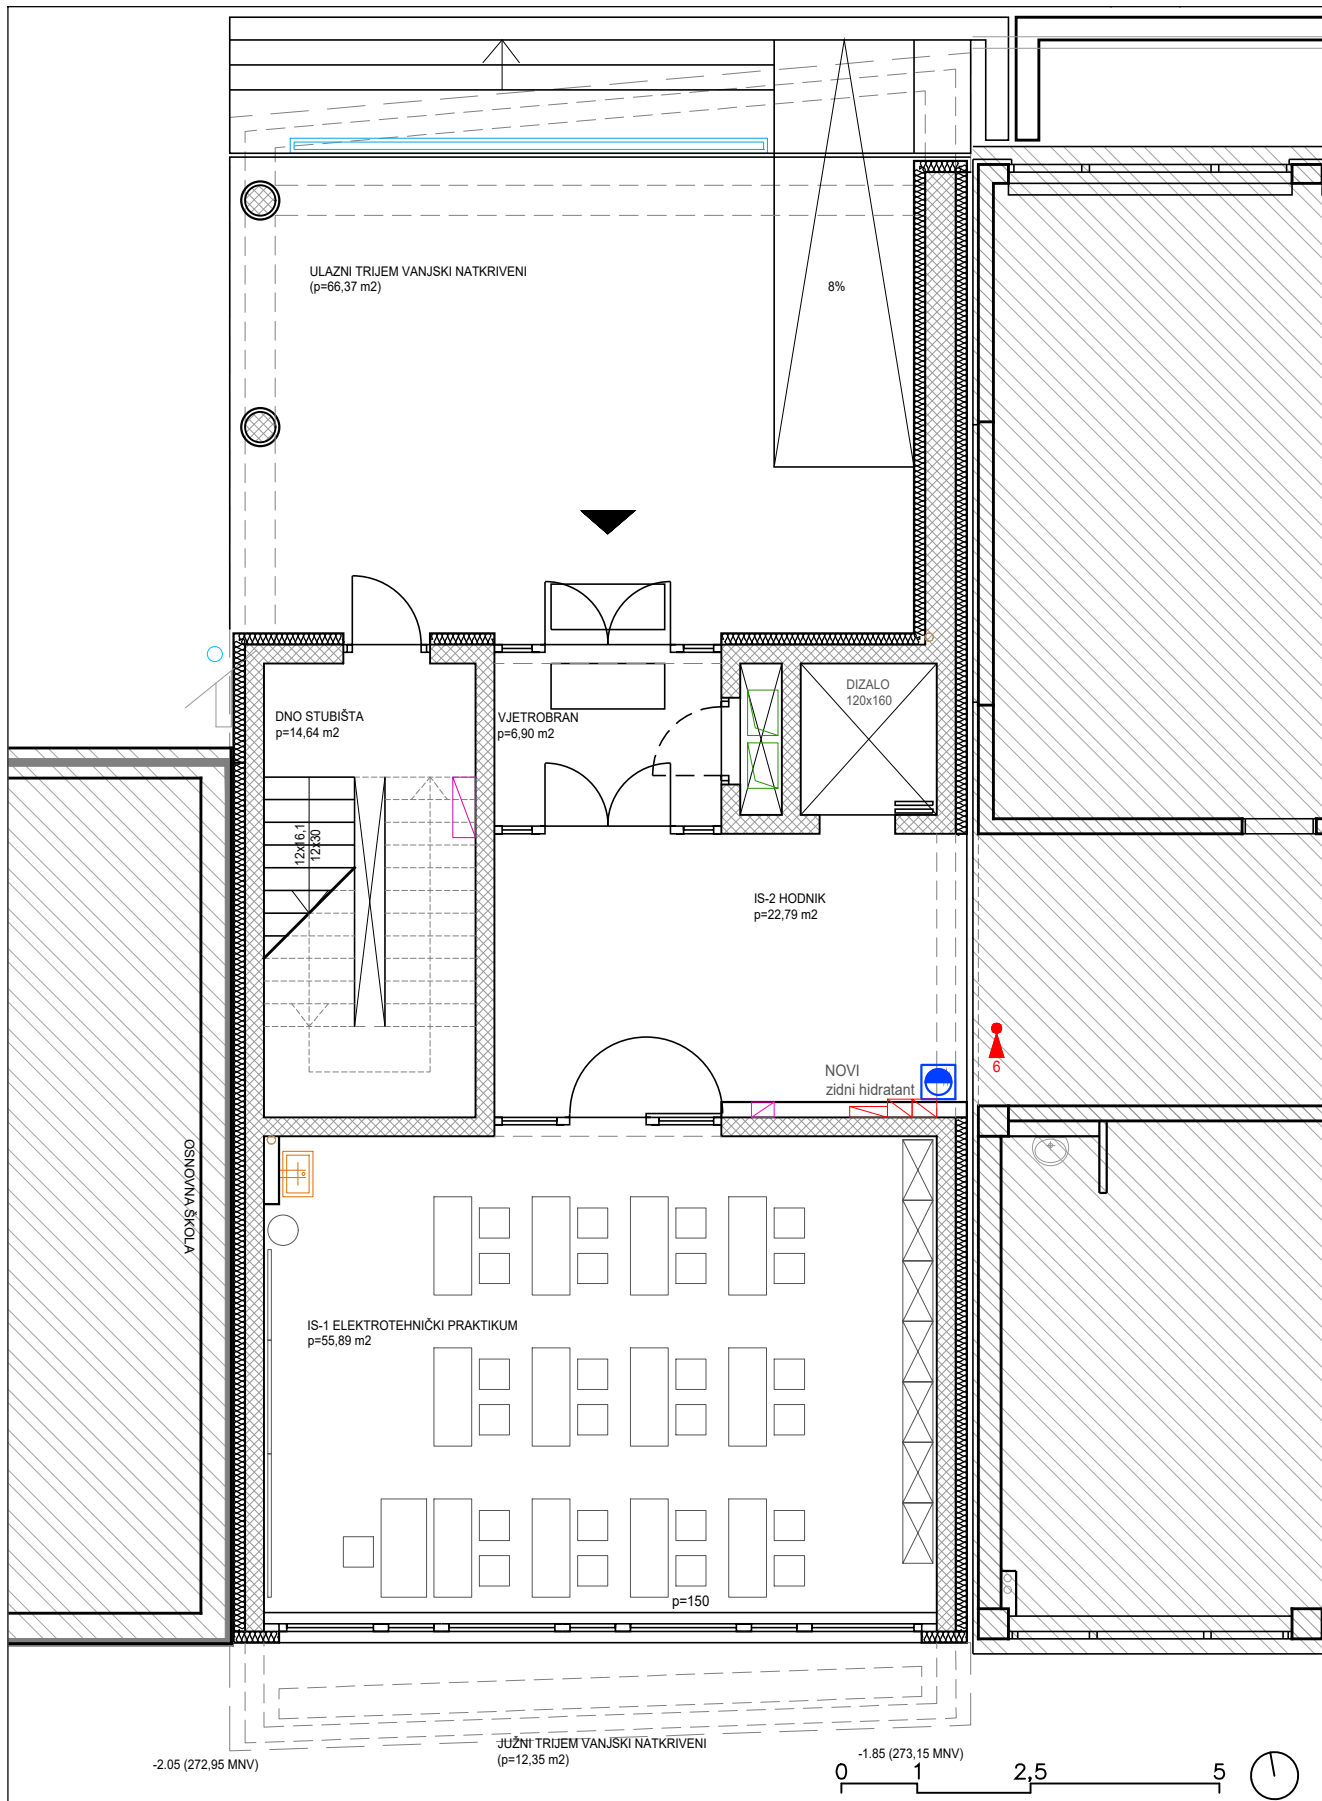 ULAZNI TRIJEM VANJSKI NATKRIVENI
(p=66,37 m2)
8%
DIZALO
120x160
DNO STUBIŠTA
p=14,64 m2
VJETROBRAN
p=6,90 m2
12x16,1
12x30
IS-2 HODNIK
p=22,79 m2
6
NOVI
zidni hidratant
OSNOVNA ŠKOLA
IS-1 ELEKTROTEHNIČKI PRAKTIKUM
p=55,89 m2
p=150
JUŽNI TRIJEM VANJSKI NATKRIVENI
(p=12,35 m2)
-2.05 (272,95 MNV)
-1.85 (273,15 MNV)
0 1 2,5 5